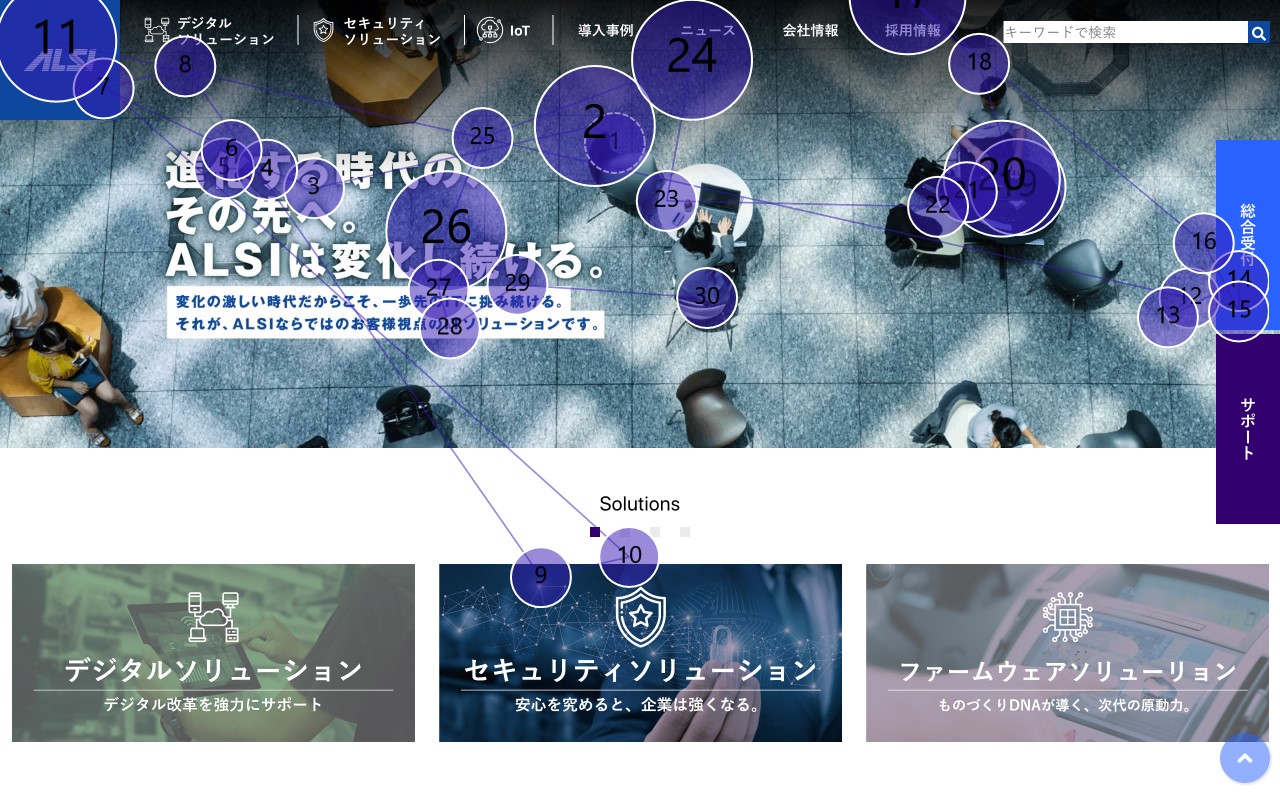 ALSI
デジタル
ソリューション
セキュリティ
ソリューション
IoT
導入事例
ニュース
会社情報
採用情報
キーワードで検索
進化する時代の、
その先へ。
ALSIは変化し続ける。
変化の激しい時代だからこそ、一歩先のITに挑み続ける。
それが、ALSIならではのお客様視点のITソリューションです。
総合受付
サポート
11
7
8
6
5
4
3
25
2
1
24
17
18
20
19
21
22
23
26
27
28
29
30
16
14
12
13
15
Solutions
9
10
デジタルソリューション
デジタル改革を強力にサポート
セキュリティソリューション
安心を究めると、企業は強くなる。
ファームウェアソリューリョン
ものづくりDNAが導く、次代の原動力。